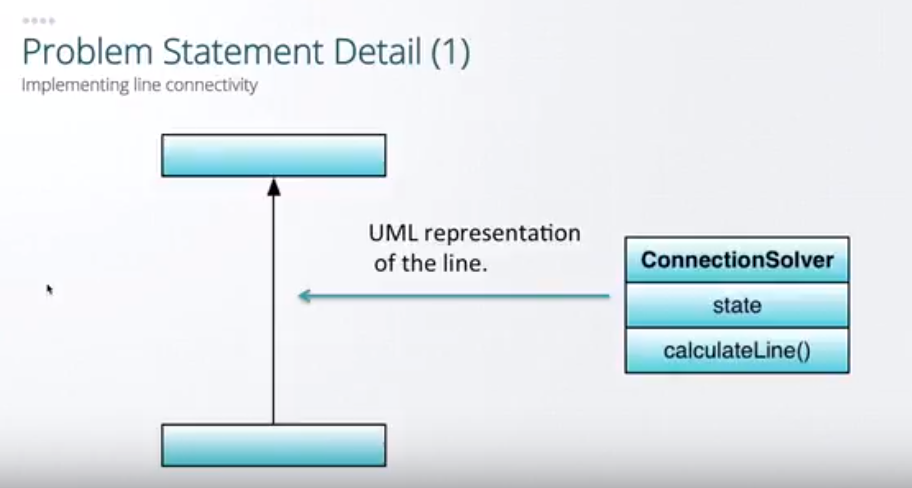 Problem Statement Detail (1)
Implementing line connectivity
UML representation
of the line.
ConnectionSolver
state
calculateLine()